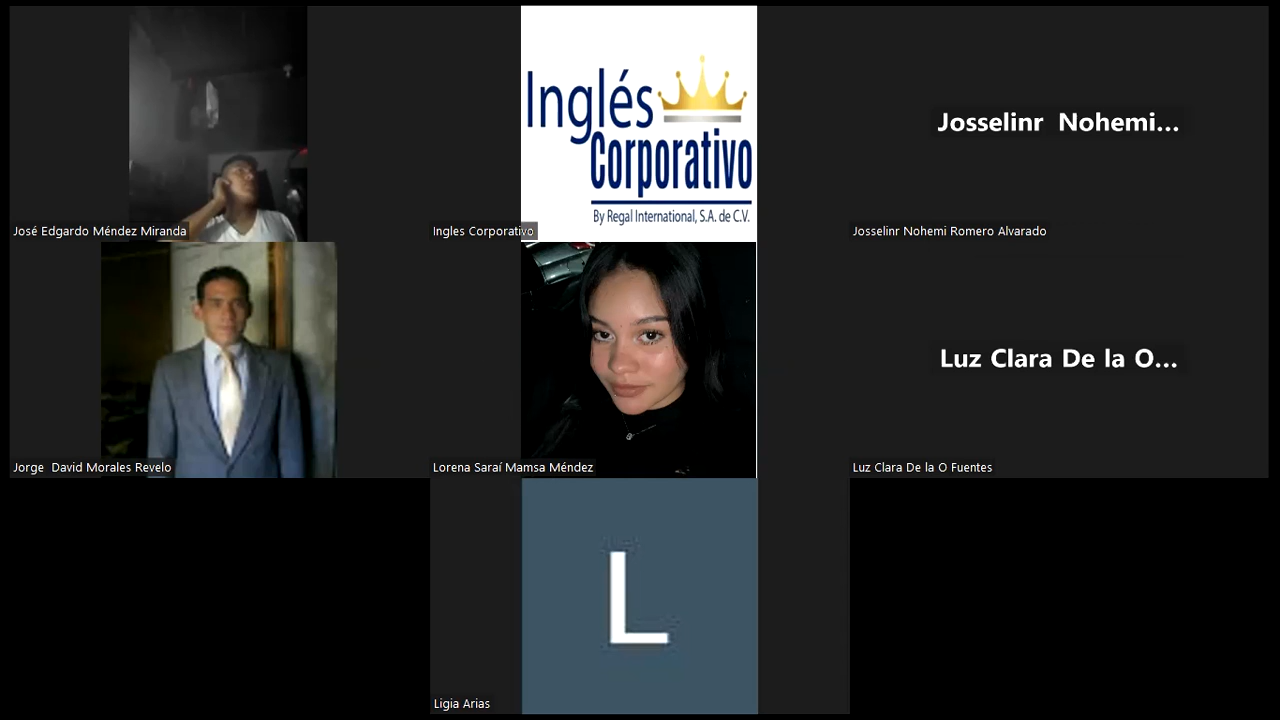 Inglés
Corporativo
By Regal International, S.A. de C.V.
Josselinr Nohemi...
José Edgardo Méndez Miranda
Ingles Corporativo
Josselinr Nohemi Romero Alvarado
Luz Clara De la O...
Jorge David Morales Revelo
Lorena Saraí Mamsa Méndez
Luz Clara De la O Fuentes
L
Lígia Arias